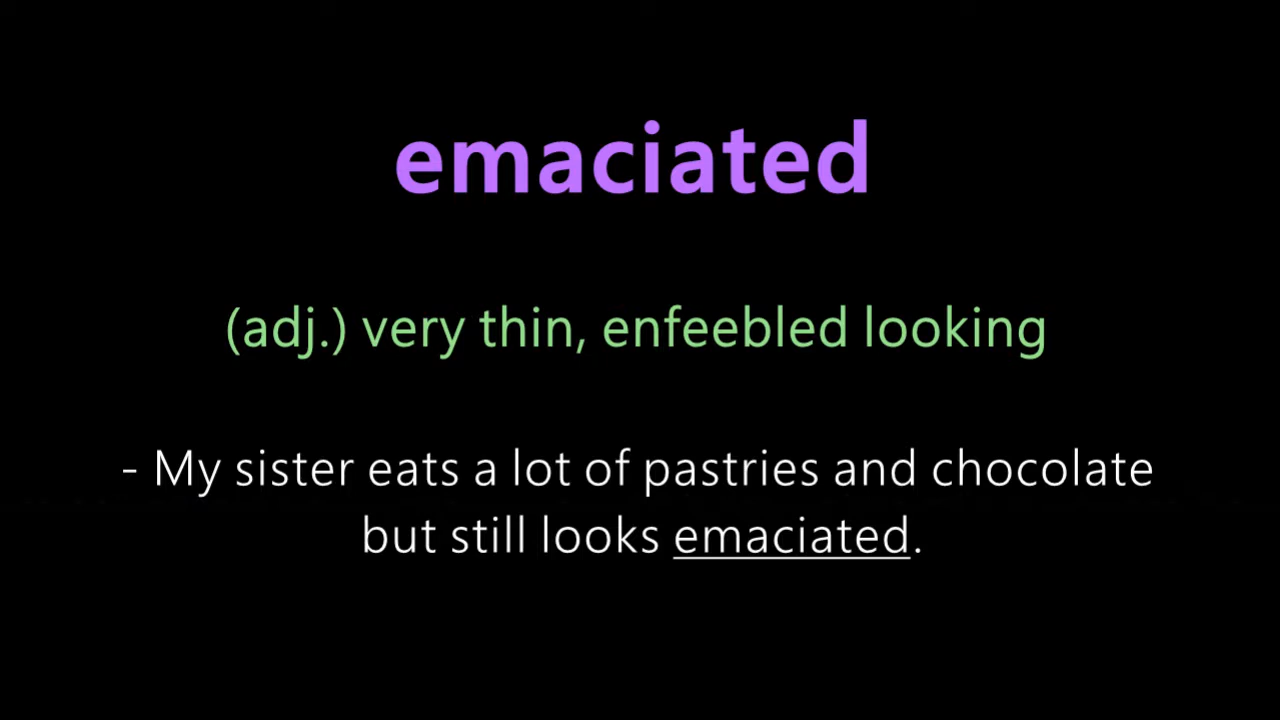 emaciated
(adj.) very thin, enfeebled looking
- My sister eats a lot of pastries and chocolate
but still looks emaciated.